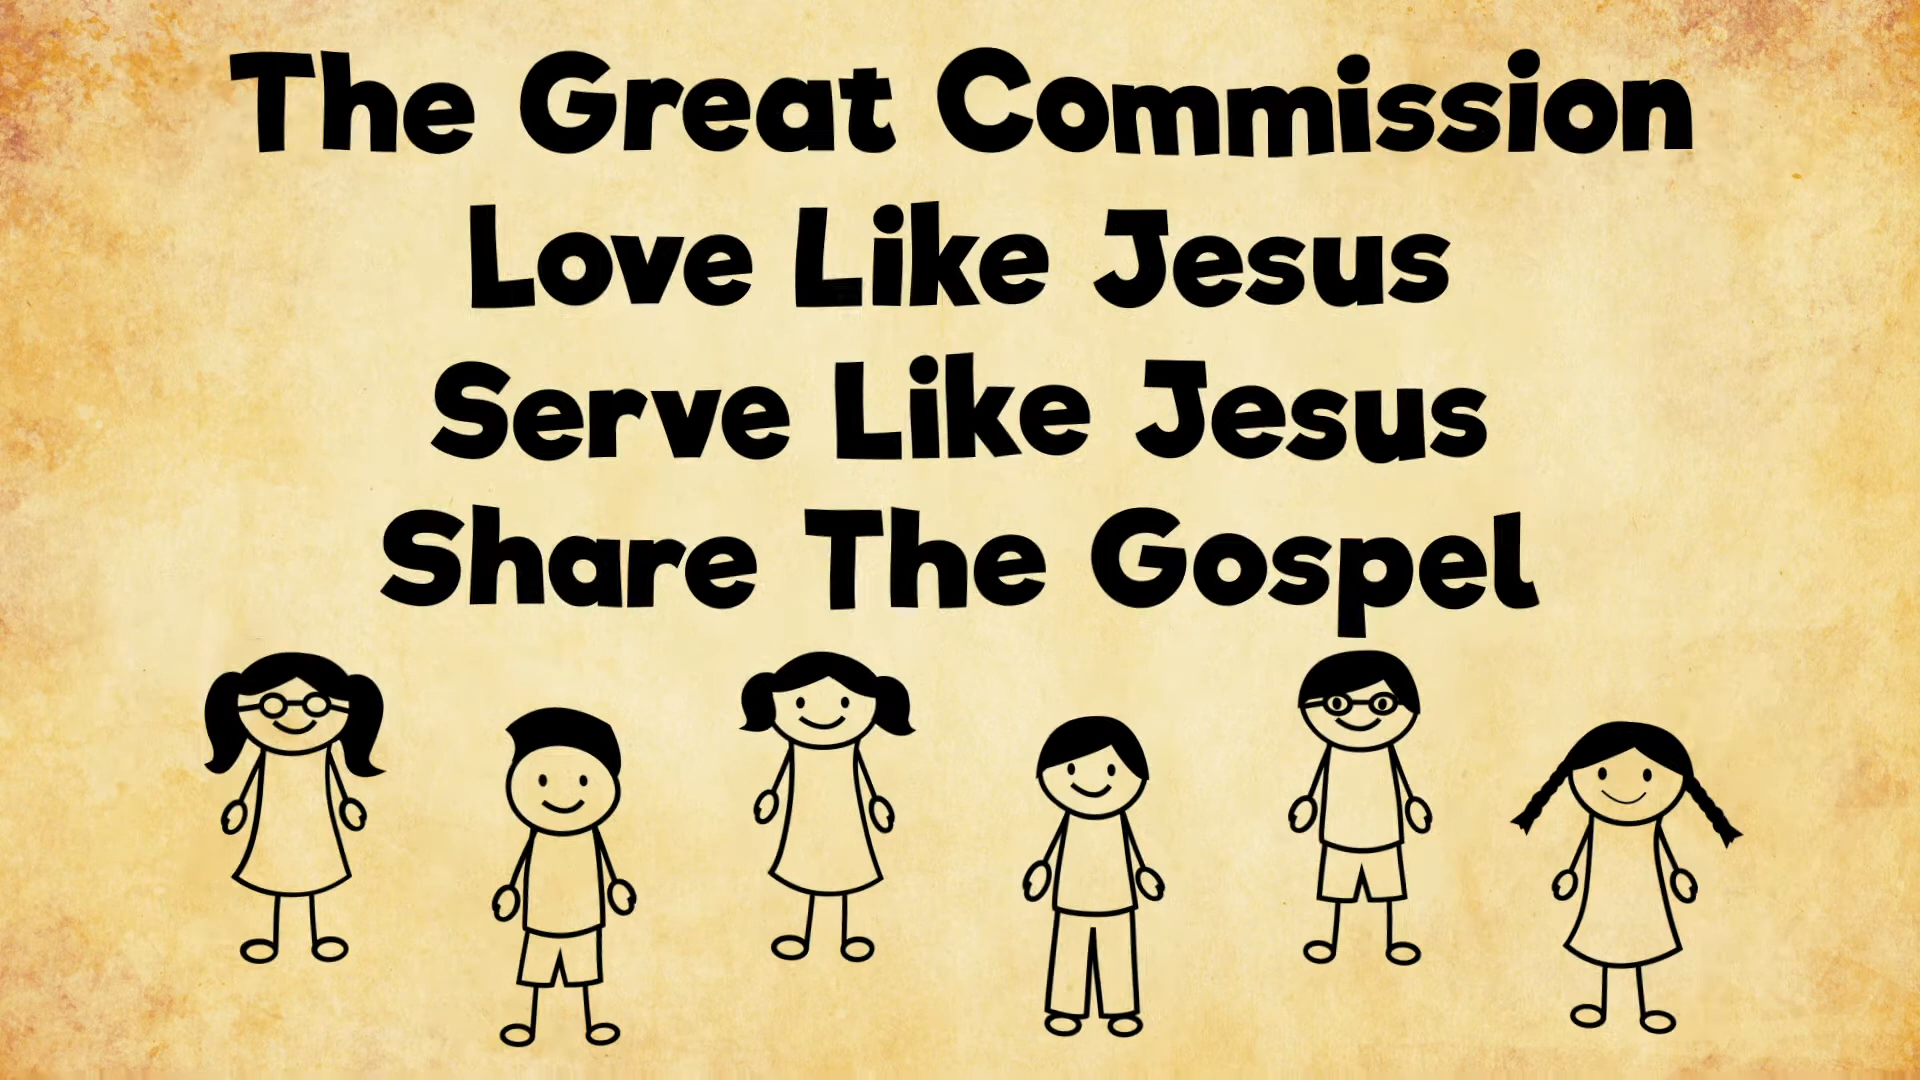 The Great Commission
Love Like Jesus
Serve Like Jesus
Share The Gospel